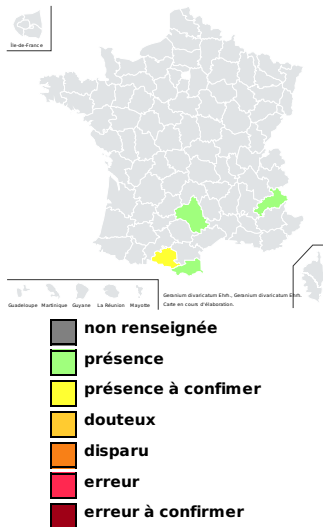 Île-de-France
Guadeloupe Martinique Guyane La Réunion Mayotte
Geranium divaricatum Ehrh., Geranium divaricatum Ehrh.
Carte en cours d'élaboration.
non renseignée
présence
présence à confimer
douteux
disparu
erreur
erreur à confirmer